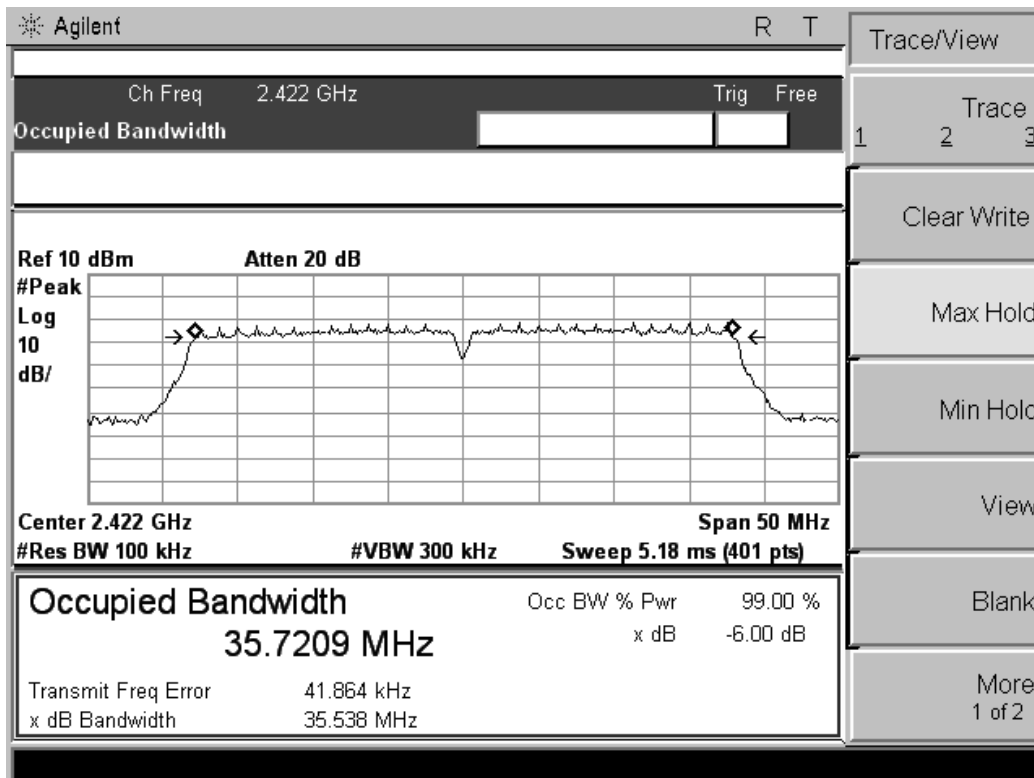 Agilent R T
Trace/View
Ch Freq 2.422 GHz Trig Free
Occupied Bandwidth
Trace
1 2 3
Clear Write
Ref 10 dBm Atten 20 dB
#Peak
Log
10
dB/
Max Hold
Min Hold
View
Center 2.422 GHz Span 50 MHz
#Res BW 100 kHz #VBW 300 kHz Sweep 5.18 ms (401 pts)
Occupied Bandwidth Occ BW % Pwr 99.00 %
35.7209 MHz x dB -6.00 dB
Blank
Transmit Freq Error 41.864 kHz
x dB Bandwidth 35.538 MHz
More
1 of 2